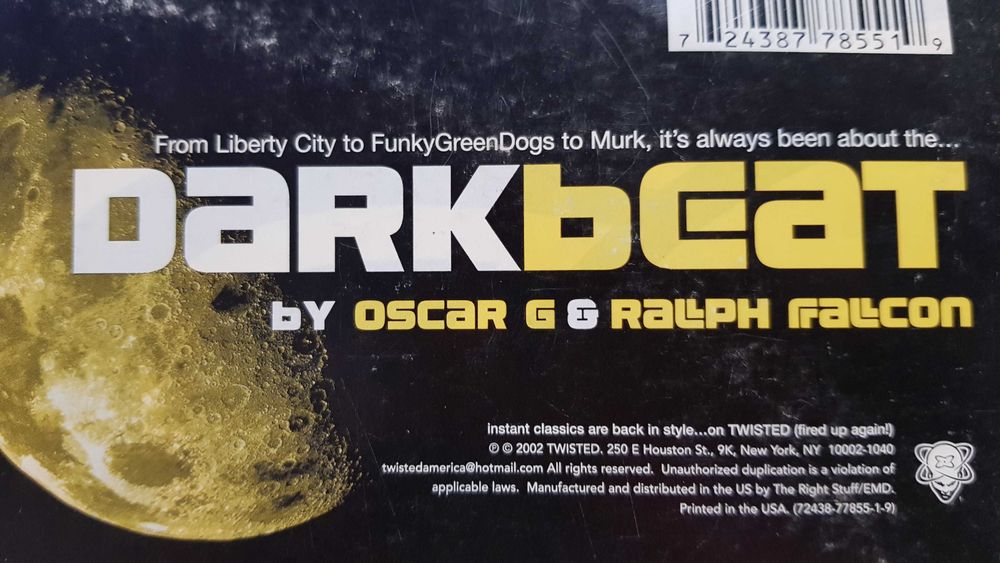 7 24387 78551 9
From Liberty City to FunkyGreenDogs to Murk, it's always been about the...
DARKbEAT
by OSCAR G & RALLPH FALLCON
instant classics are back in style...on TWISTED (fired up again!)
℗ © 2002 TWISTED. 250 E Houston St., 9K, New York, NY 10002-1040
twistedamerica@hotmail.com All rights reserved. Unauthorized duplication is a violation of
applicable laws. Manufactured and distributed in the US by The Right Stuff/EMD.
Printed in the USA. (72438-77855-1-9)